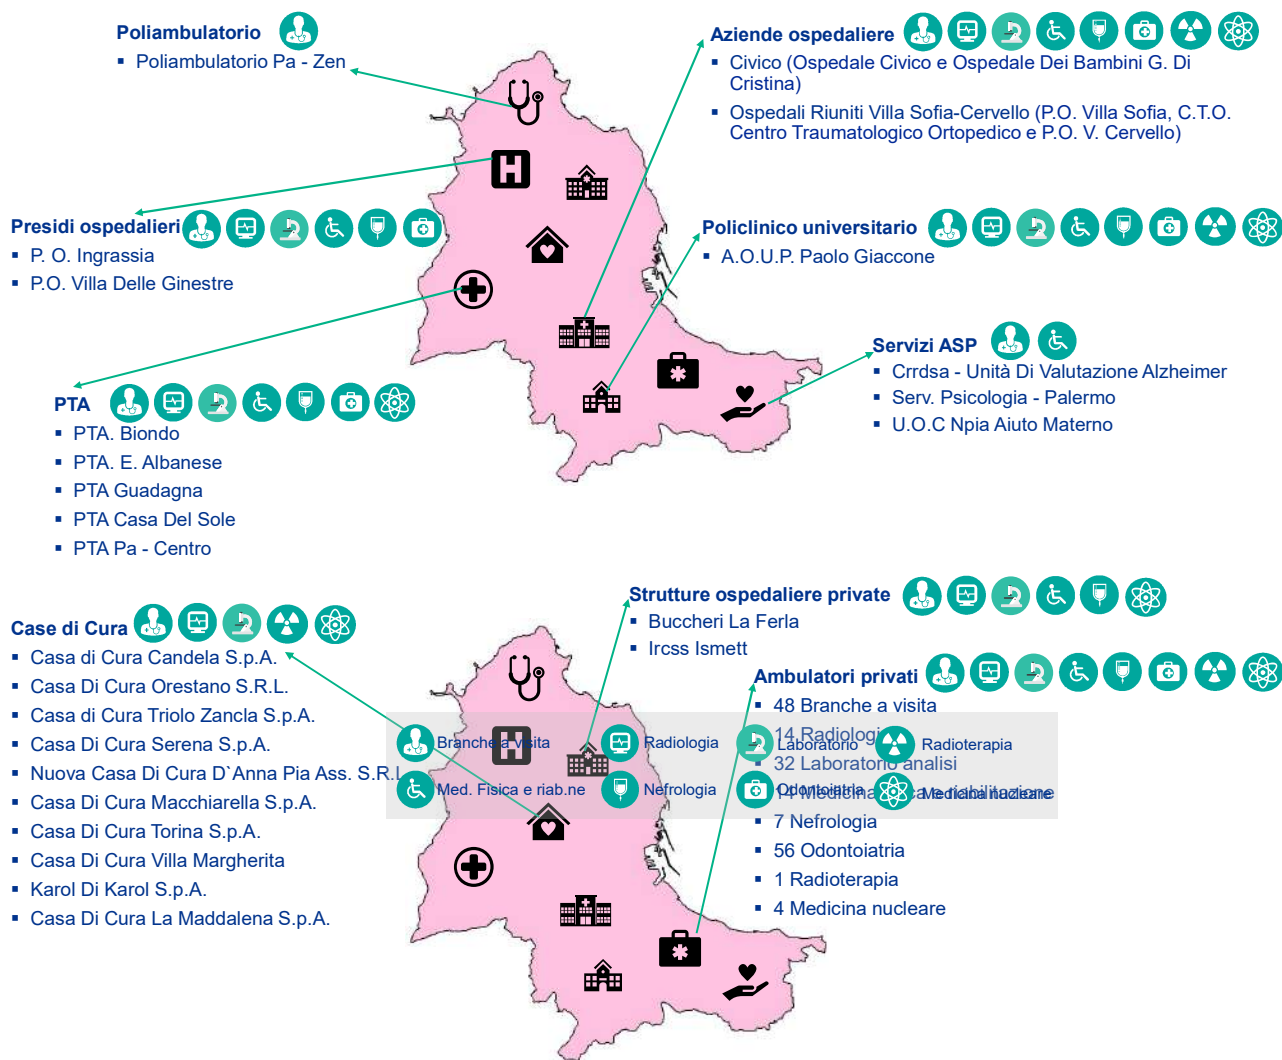 Poliambulatorio
▪ Poliambulatorio Pa - Zen
Aziende ospedaliere
▪ Civico (Ospedale Civico e Ospedale Dei Bambini G. Di
Cristina)
▪ Ospedali Riuniti Villa Sofia-Cervello (P.O. Villa Sofia, C.T.O.
Centro Traumatologico Ortopedico e P.O. V. Cervello)
Presidi ospedalieri
▪ P. O. Ingrassia
▪ P.O. Villa Delle Ginestre
Policlinico universitario
▪ A.O.U.P. Paolo Giaccone
Servizi ASP
▪ Crrdsa - Unità Di Valutazione Alzheimer
▪ Serv. Psicologia - Palermo
▪ U.O.C Npia Aiuto Materno
PTA
▪ PTA. Biondo
▪ PTA. E. Albanese
▪ PTA Guadagna
▪ PTA Casa Del Sole
▪ PTA Pa - Centro
Case di Cura
▪ Casa di Cura Candela S.p.A.
▪ Casa Di Cura Orestano S.R.L.
▪ Casa di Cura Triolo Zancla S.p.A.
▪ Casa Di Cura Serena S.p.A.
▪ Nuova Casa Di Cura D`Anna Pia Ass. S.R.L
▪ Casa Di Cura Macchiarella S.p.A.
▪ Casa Di Cura Torina S.p.A.
▪ Casa Di Cura Villa Margherita
▪ Karol Di Karol S.p.A.
▪ Casa Di Cura La Maddalena S.p.A.
Strutture ospedaliere private
▪ Buccheri La Ferla
▪ Ircss Ismett
Ambulatori privati
▪ 48 Branche a visita
▪ 14 Radiologi
▪ 32 Laboratorio analisi
▪ 14 Medicina riabilitazione
▪ 7 Nefrologia
▪ 56 Odontoiatria
▪ 1 Radioterapia
▪ 4 Medicina nucleare
Branche a visita
Radiologia
Laboratorio
Radioterapia
Med. Fisica e riab.ne
Nefrologia
Odontoiatria
Medicina nucleare
H
H